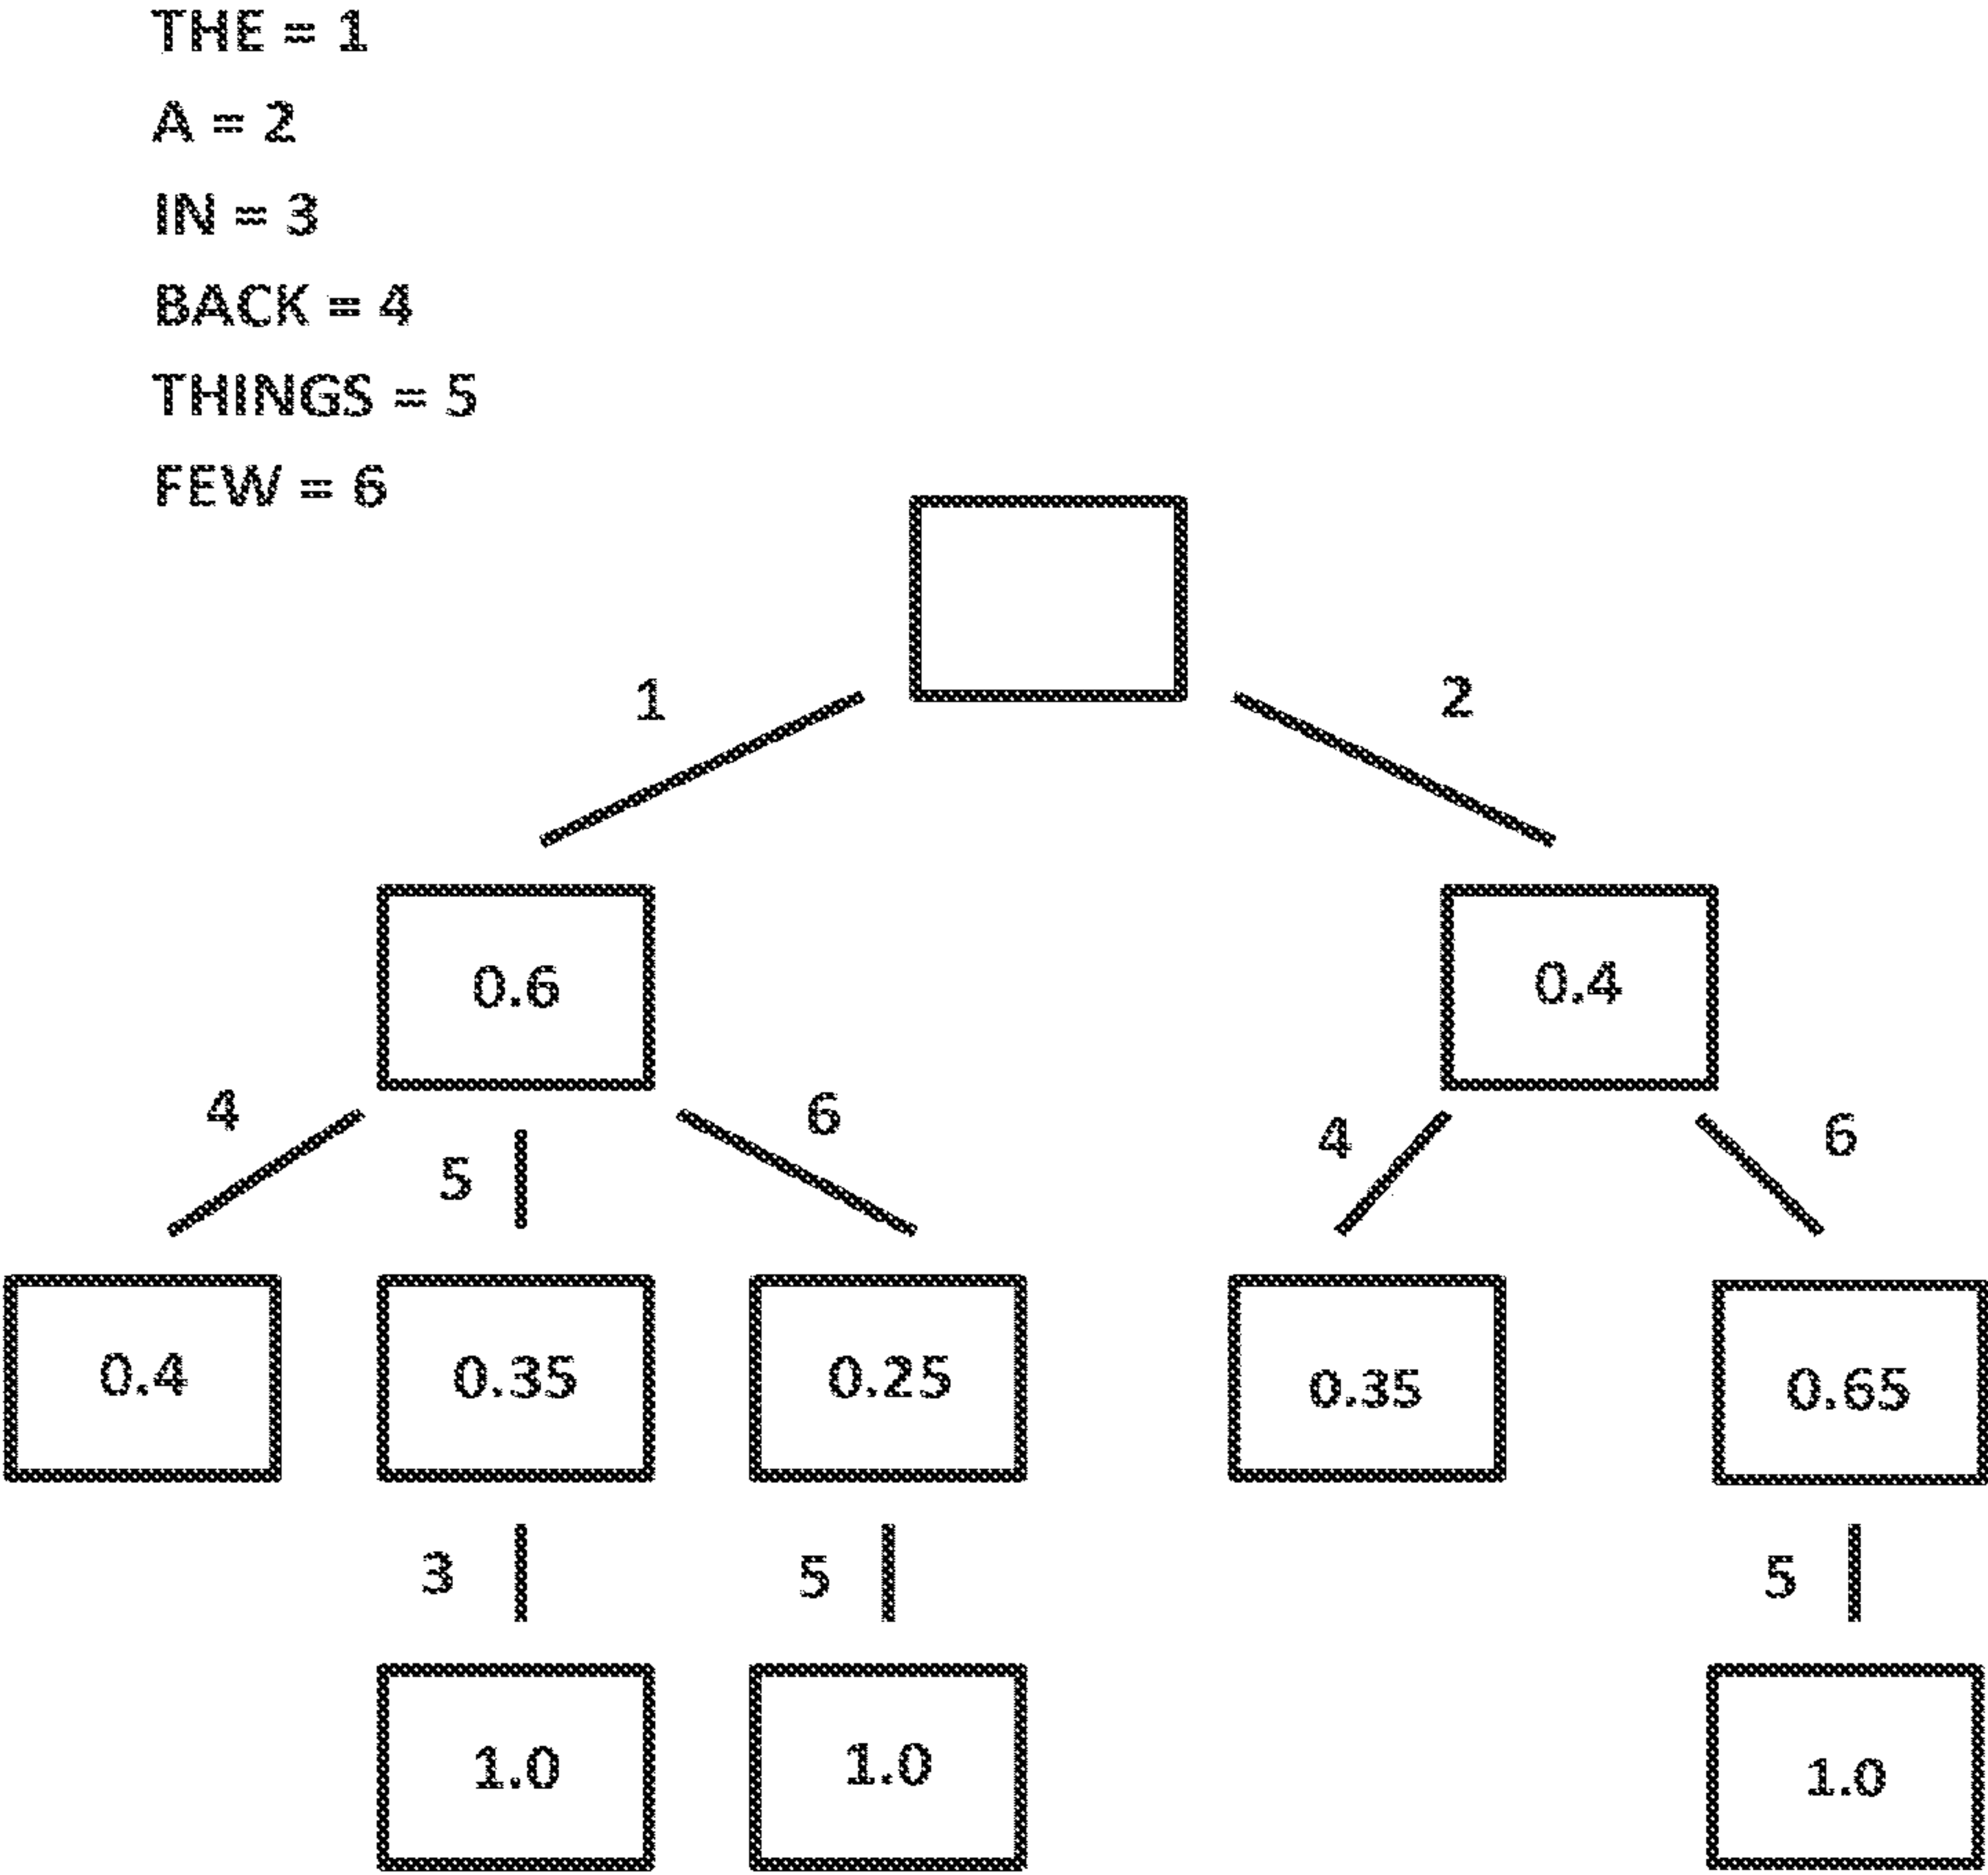 THE = 1
A = 2
IN = 3
BACK = 4
THINGS = 5
FEW = 6
1 2
0.6 0.4
4 5 6 4 6
0.4 0.35 0.25 0.35 0.65
3 5 5
1.0 1.0 1.0